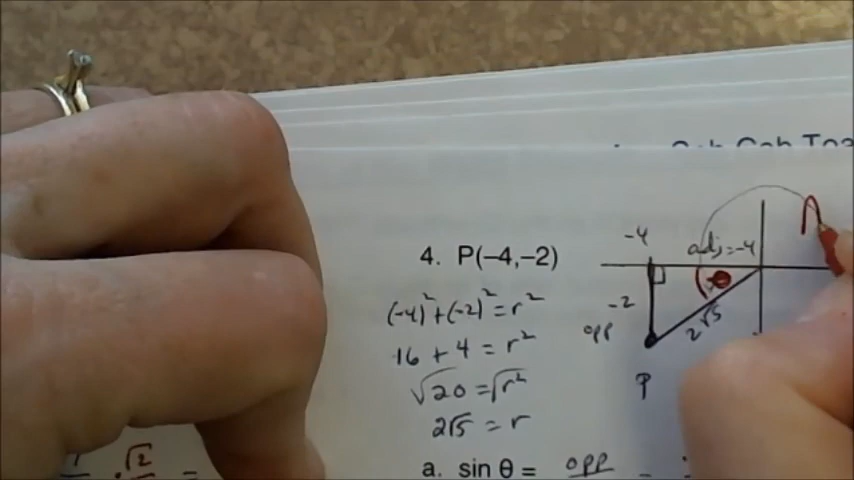 4. P(−4,−2)
(-4)² + (-2)² = r²
16 + 4 = r²
√20 = √r²
2√5 = r
a. sin θ = opp
-4
adj = -4
-2
opp
θ
2√5
P
√2